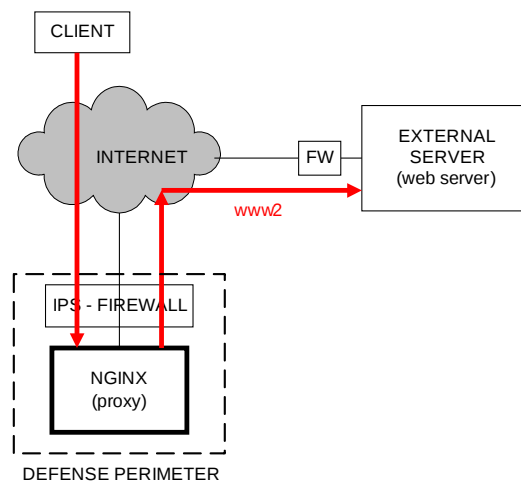 CLIENT
INTERNET
FW
EXTERNAL
SERVER
(web server)
www2
IPS - FIREWALL
NGINX
(proxy)
DEFENSE PERIMETER